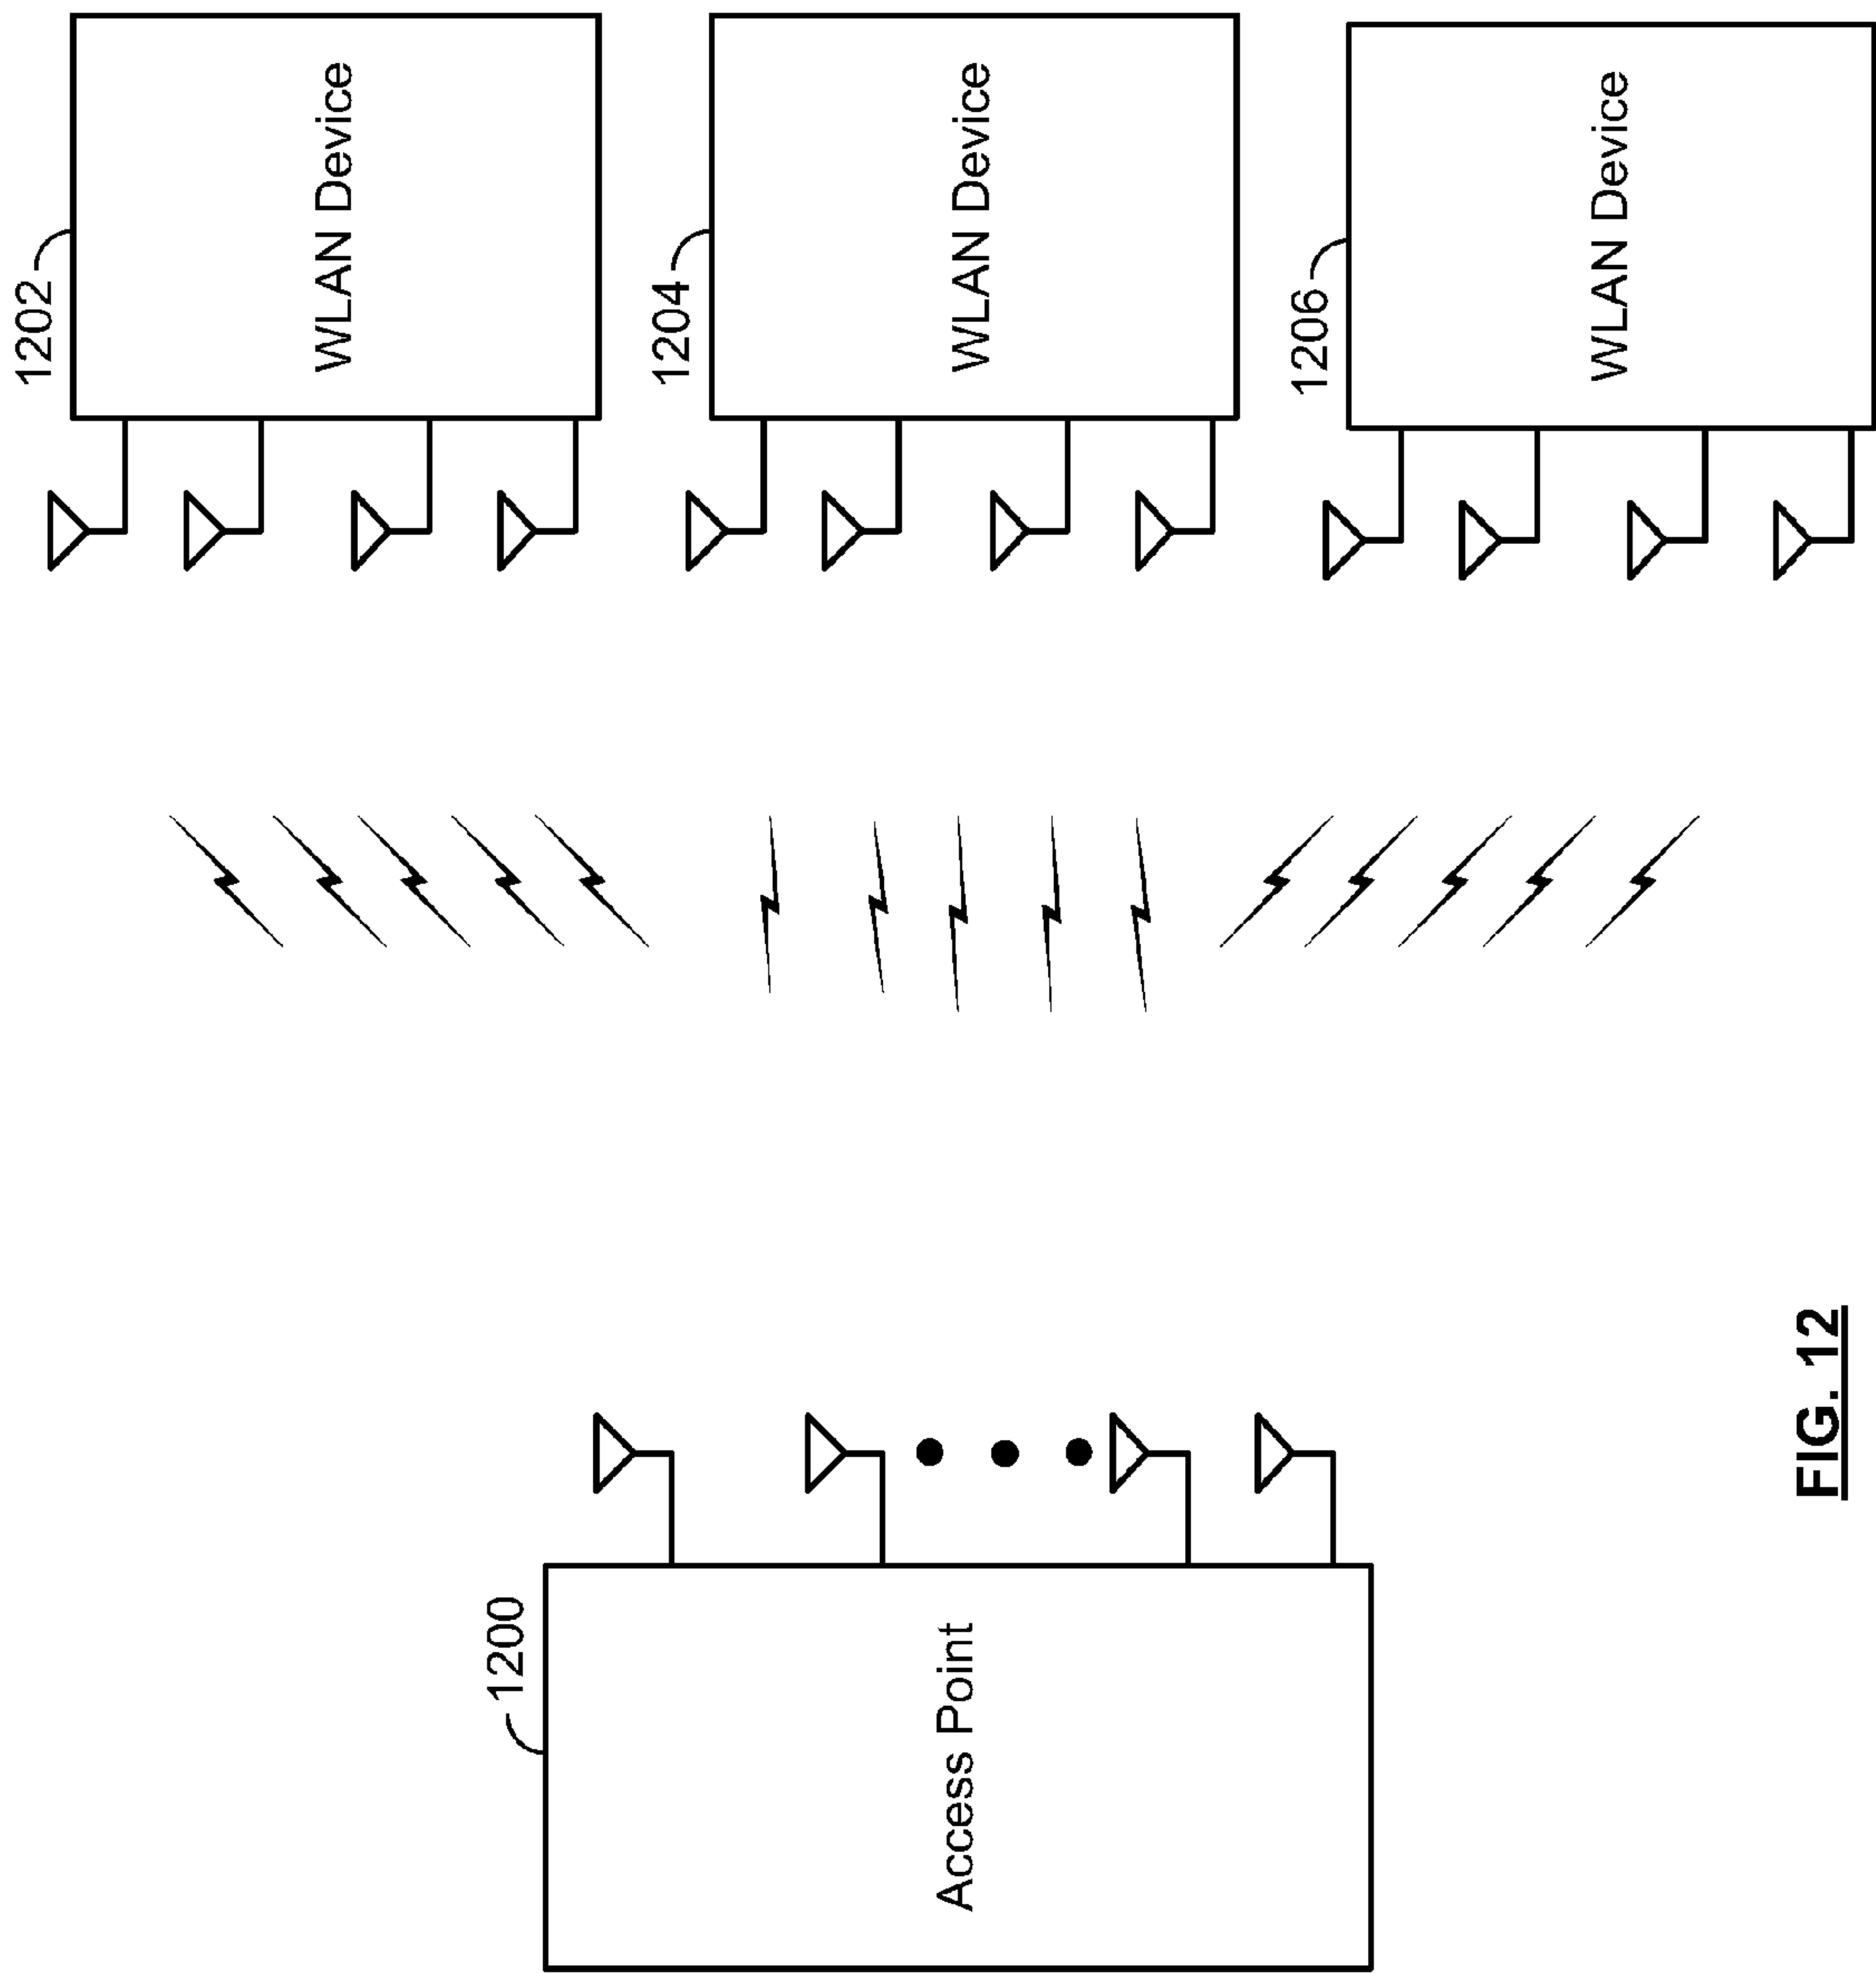 1202
WLAN Device
1204
WLAN Device
1206
WLAN Device
1200
Access Point
FIG. 12